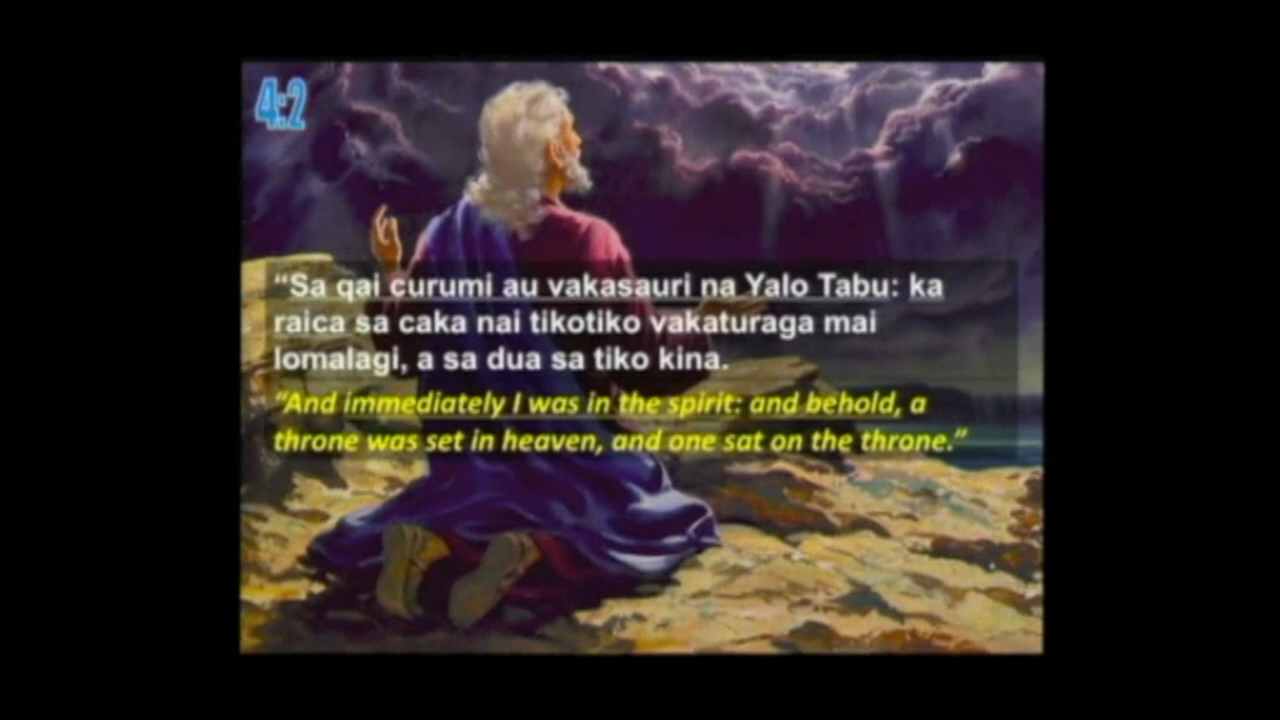 4:2
“Sa qai curumi au vakasauri na Yalo Tabu: ka
raica sa caka nai tikotiko vakaturaga mai
lomalagi, a sa dua sa tiko kina.
“And immediately I was in the spirit: and behold, a
throne was set in heaven, and one sat on the throne.”